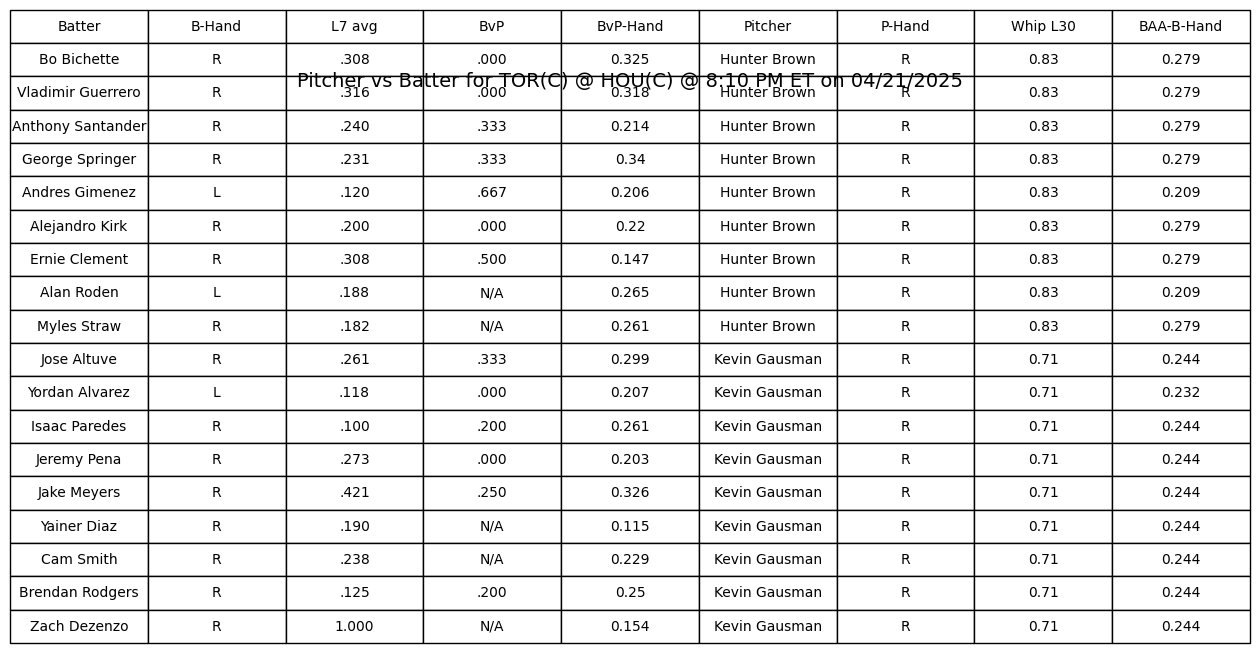 Batter B-Hand L7 avg BvP BvP-Hand Pitcher P-Hand Whip L30 BAA-B-Hand
Bo Bichette R .308 .000 0.325 Hunter Brown R 0.83 0.279
Pitcher vs Batter for TOR(C) @ HOU(C) @ 8:10 PM ET on 04/21/2025
Vladimir Guerrero R .316 .000 0.318 Hunter Brown R 0.83 0.279
Anthony Santander R .240 .333 0.214 Hunter Brown R 0.83 0.279
George Springer R .231 .333 0.34 Hunter Brown R 0.83 0.279
Andres Gimenez L .120 .667 0.206 Hunter Brown R 0.83 0.209
Alejandro Kirk R .200 .000 0.22 Hunter Brown R 0.83 0.279
Ernie Clement R .308 .500 0.147 Hunter Brown R 0.83 0.279
Alan Roden L .188 N/A 0.265 Hunter Brown R 0.83 0.209
Myles Straw R .182 N/A 0.261 Hunter Brown R 0.83 0.279
Jose Altuve R .261 .333 0.299 Kevin Gausman R 0.71 0.244
Yordan Alvarez L .118 .000 0.207 Kevin Gausman R 0.71 0.232
Isaac Paredes R .100 .200 0.261 Kevin Gausman R 0.71 0.244
Jeremy Pena R .273 .000 0.203 Kevin Gausman R 0.71 0.244
Jake Meyers R .421 .250 0.326 Kevin Gausman R 0.71 0.244
Yainer Diaz R .190 N/A 0.115 Kevin Gausman R 0.71 0.244
Cam Smith R .238 N/A 0.229 Kevin Gausman R 0.71 0.244
Brendan Rodgers R .125 .200 0.25 Kevin Gausman R 0.71 0.244
Zach Dezenzo R 1.000 N/A 0.154 Kevin Gausman R 0.71 0.244